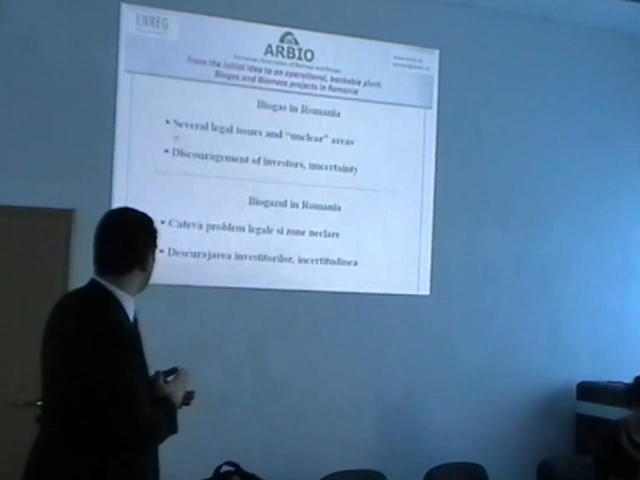 ENREG
ARBIO
From the initial idea to an operational, bankable plant.
Biogas and Biomass projects in Romania
Biogas in Romania
• Several legal issues and “unclear” areas
• Discouragement of investors, uncertainty
Biogazul in Romania
• Cateva problem legale si zone neclare
• Descurajarea investitorilor, incertitudinea